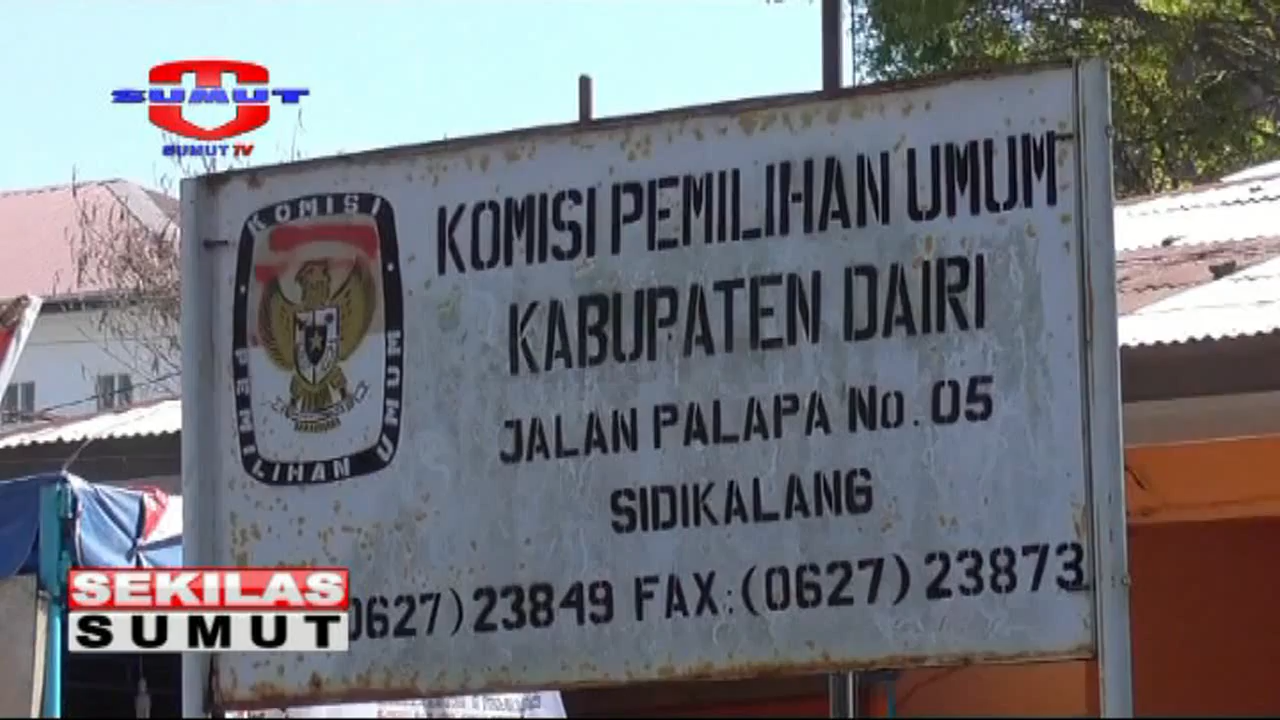 SUMUT
SUMUT TV
KOMISI
PEMILIHAN UMUM
KOMISI PEMILIHAN UMUM
KABUPATEN DAIRI
JALAN PALAPA No. 05
SIDIKALANG
0627) 23849 FAX: (0627) 23873
SEKILAS
SUMUT